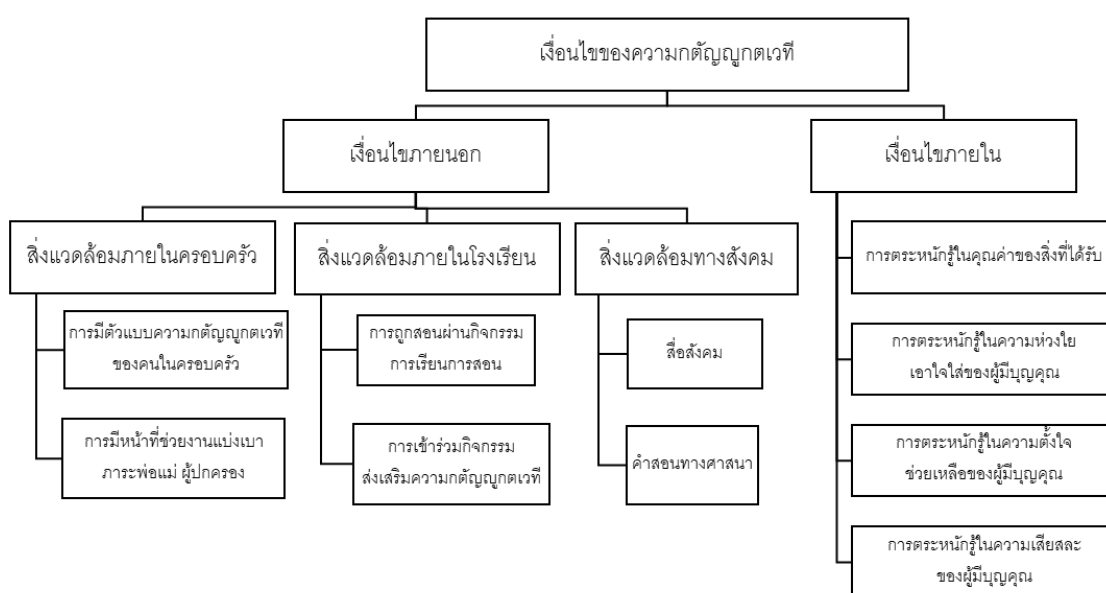 เงื่อนไขของความกตัญญูกตเวที
เงื่อนไขภายนอก
เงื่อนไขภายใน
สิ่งแวดล้อมภายในครอบครัว
สิ่งแวดล้อมภายในโรงเรียน
สิ่งแวดล้อมทางสังคม
การมีตัวแบบความกตัญญูกตเวที
ของคนในครอบครัว
การมีหน้าที่ช่วยงานแบ่งเบา
ภาระพ่อแม่ ผู้ปกครอง
การถูกสอนผ่านกิจกรรม
การเรียนการสอน
การเข้าร่วมกิจกรรม
ส่งเสริมความกตัญญูกตเวที
สื่อสังคม
คำสอนทางศาสนา
การตระหนักรู้ในคุณค่าของสิ่งที่ได้รับ
การตระหนักรู้ในความห่วงใย
เอาใจใส่ของผู้มีบุญคุณ
การตระหนักรู้ในความตั้งใจ
ช่วยเหลือของผู้มีบุญคุณ
การตระหนักรู้ในความเสียสละ
ของผู้มีบุญคุณ